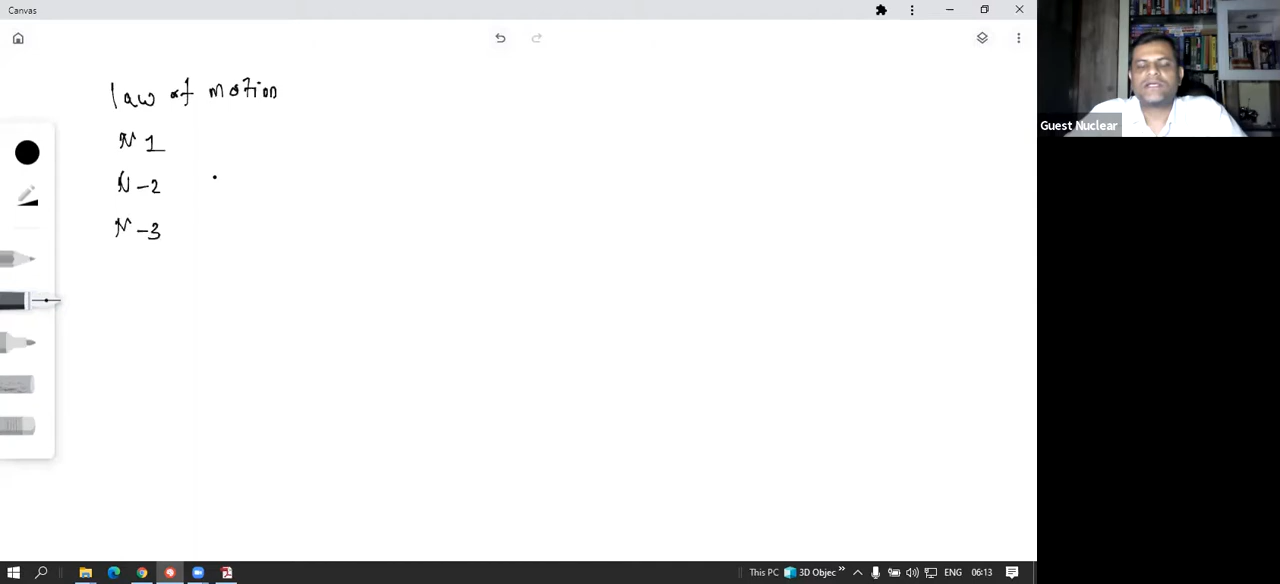 Canvas
law of motion
N 1
N -2
N -3
Guest Nuclear
This PC
3D Objec
ENG
06:13